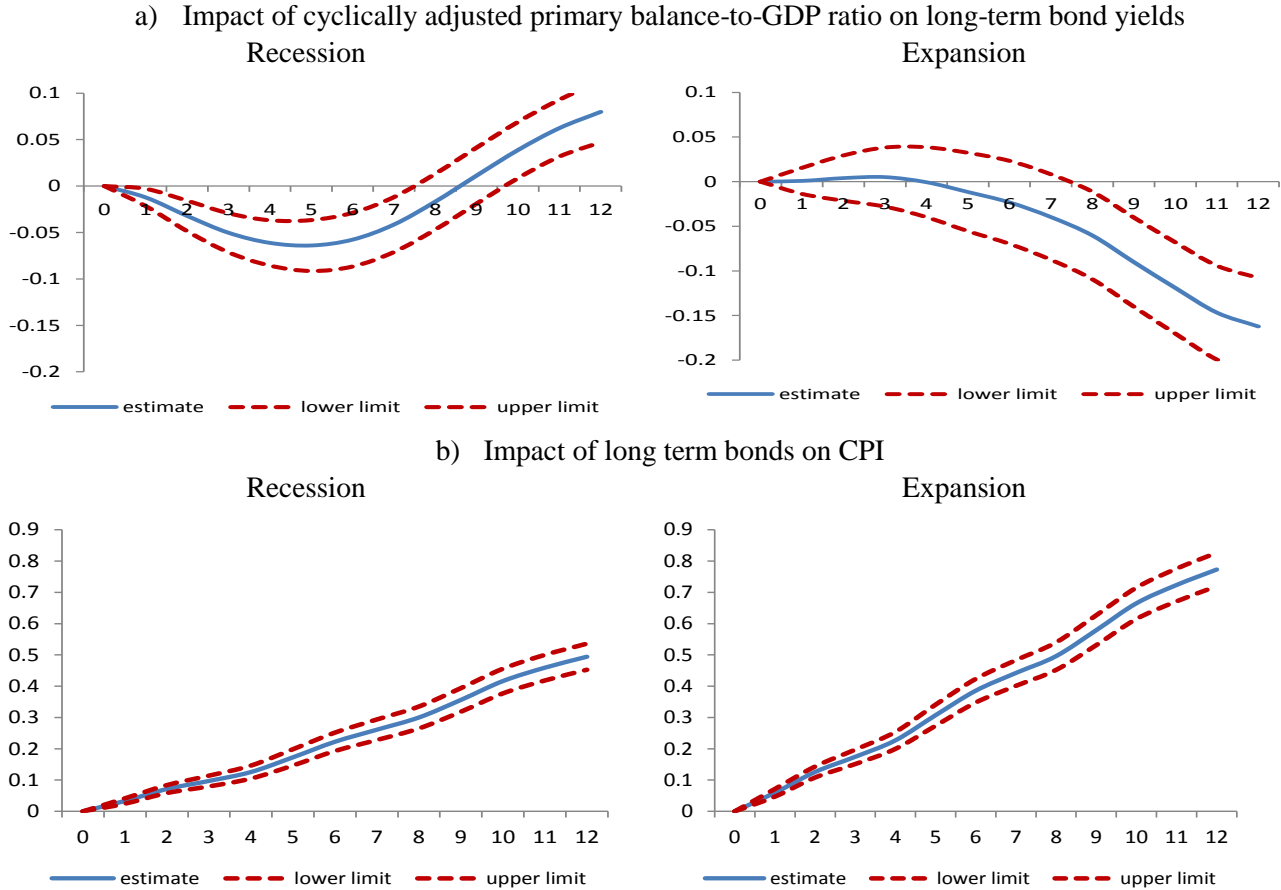 a) Impact of cyclically adjusted primary balance-to-GDP ratio on long-term bond yields
Recession
0.1
0.05
0
-0.05
-0.1
-0.15
-0.2
0 1 2 3 4 5 6 7 8 9 10 11 12
estimate lower limit upper limit
Expansion
0.1
0.05
0
-0.05
-0.1
-0.15
-0.2
0 1 2 3 4 5 6 7 8 9 10 11 12
estimate lower limit upper limit
b) Impact of long term bonds on CPI
Recession
0.9
0.8
0.7
0.6
0.5
0.4
0.3
0.2
0.1
0
0 1 2 3 4 5 6 7 8 9 10 11 12
estimate lower limit upper limit
Expansion
0.9
0.8
0.7
0.6
0.5
0.4
0.3
0.2
0.1
0
0 1 2 3 4 5 6 7 8 9 10 11 12
estimate lower limit upper limit